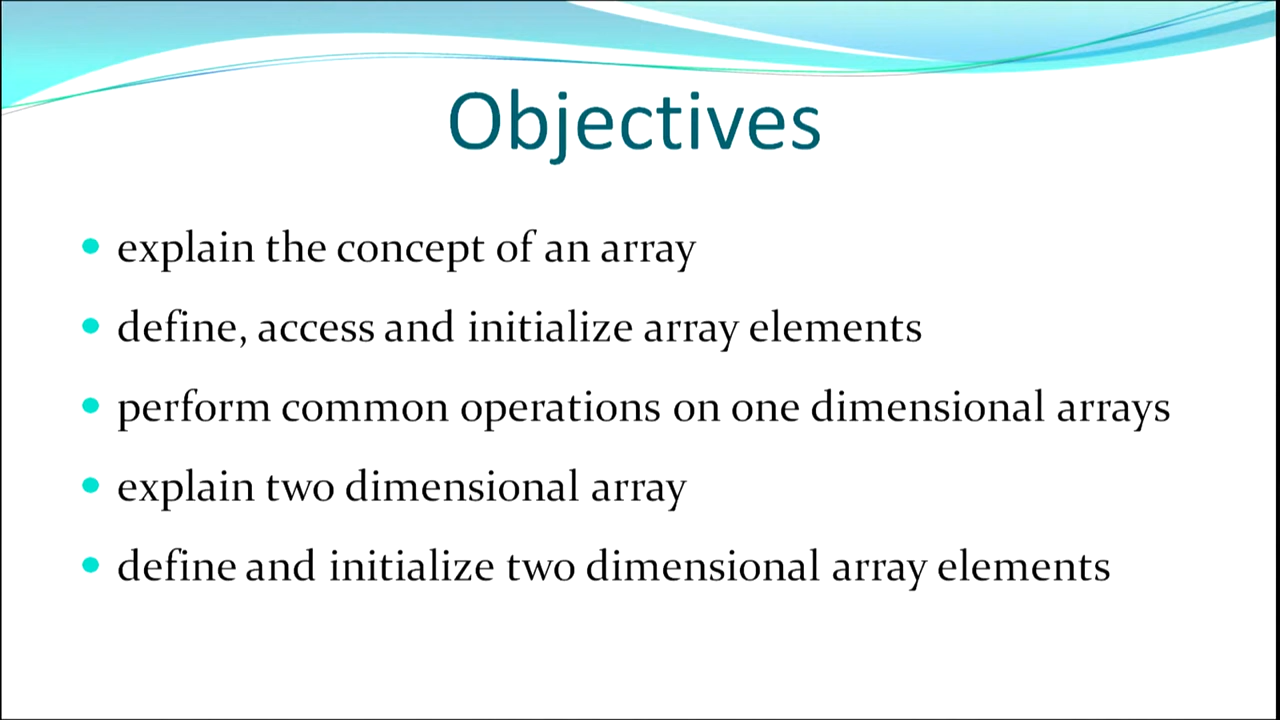 Objectives
explain the concept of an array
define, access and initialize array elements
perform common operations on one dimensional arrays
explain two dimensional array
define and initialize two dimensional array elements